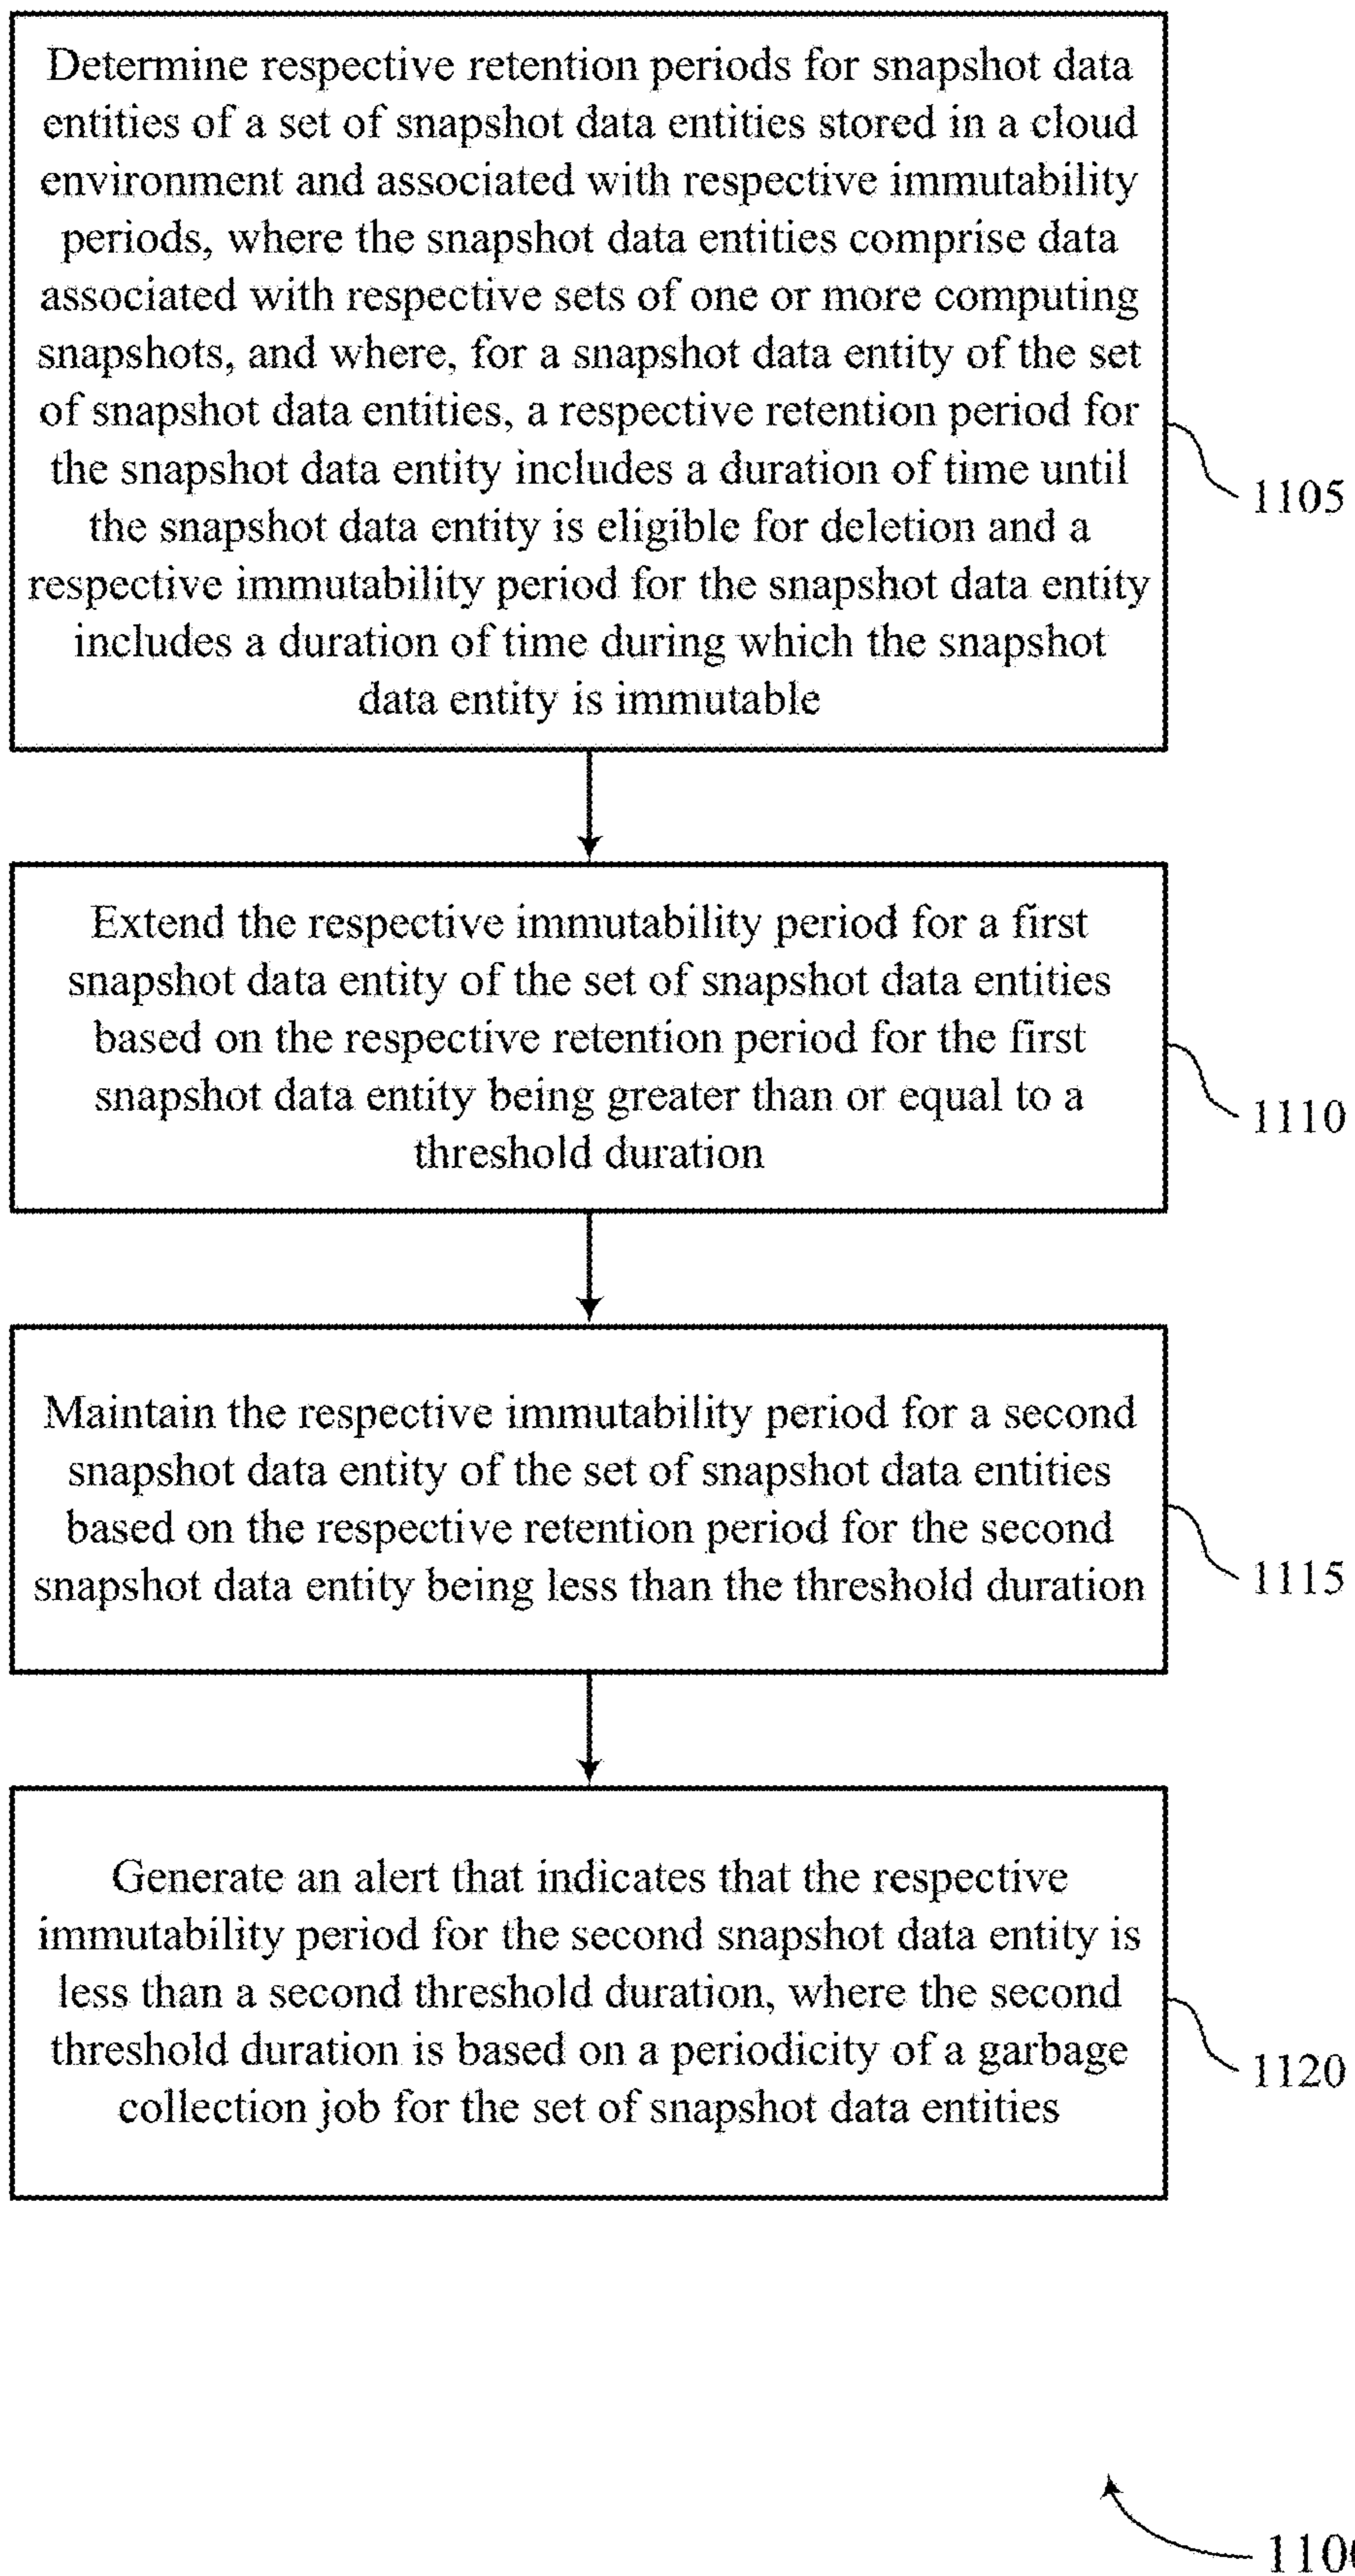 Determine respective retention periods for snapshot data
entities of a set of snapshot data entities stored in a cloud
environment and associated with respective immutability
periods, where the snapshot data entities comprise data
associated with respective sets of one or more computing
snapshots, and where, for a snapshot data entity of the set
of snapshot data entities, a respective retention period for
the snapshot data entity includes a duration of time until
the snapshot data entity is eligible for deletion and a
respective immutability period for the snapshot data entity
includes a duration of time during which the snapshot
data entity is immutable
1105
Extend the respective immutability period for a first
snapshot data entity of the set of snapshot data entities
based on the respective retention period for the first
snapshot data entity being greater than or equal to a
threshold duration
1110
Maintain the respective immutability period for a second
snapshot data entity of the set of snapshot data entities
based on the respective retention period for the second
snapshot data entity being less than the threshold duration
1115
Generate an alert that indicates that the respective
immutability period for the second snapshot data entity is
less than a second threshold duration, where the second
threshold duration is based on a periodicity of a garbage
collection job for the set of snapshot data entities
1120
1100